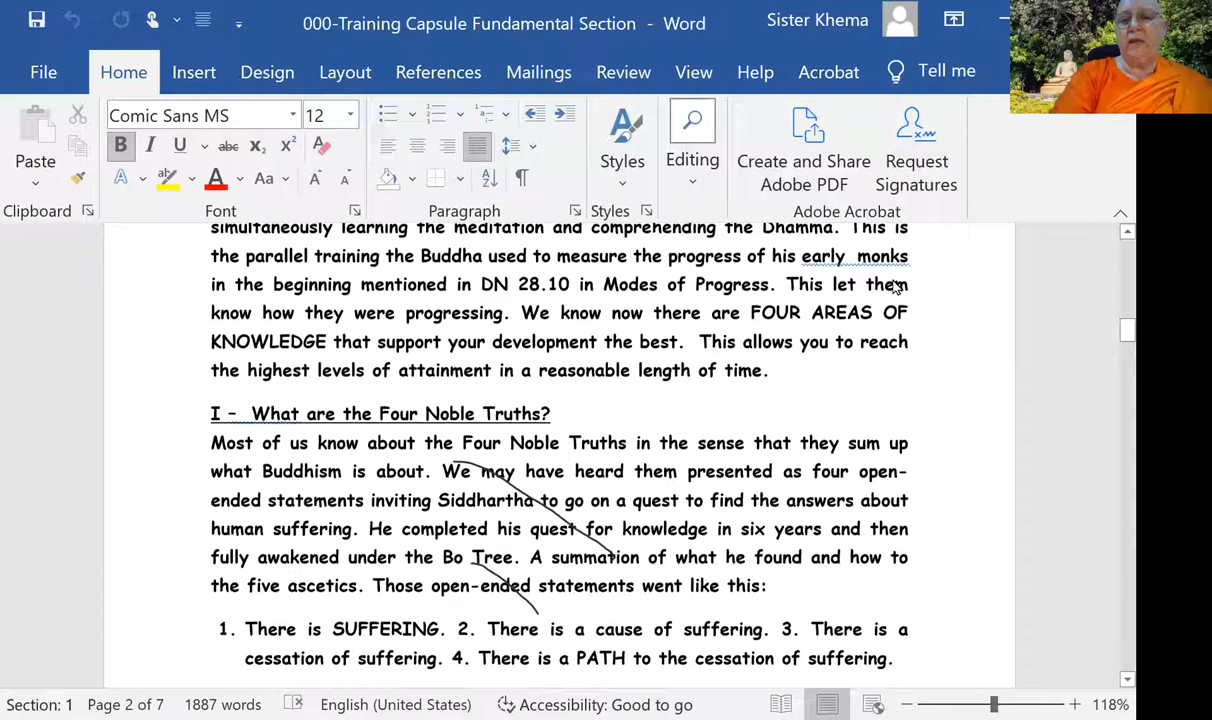 000-Training Capsule Fundamental Section - Word
Sister Khema
File Home Insert Design Layout References Mailings Review View Help Acrobat Tell me
Comic Sans MS 12
Paste
Styles
Editing
Create and Share Adobe PDF
Request Signatures
Clipboard Font Paragraph Styles Adobe Acrobat
simultaneously learning the meditation and comprehending the Dhamma. This is
the parallel training the Buddha used to measure the progress of his early monks
in the beginning mentioned in DN 28.10 in Modes of Progress. This let them
know how they were progressing. We know now there are FOUR AREAS OF
KNOWLEDGE that support your development the best. This allows you to reach
the highest levels of attainment in a reasonable length of time.
I - What are the Four Noble Truths?
Most of us know about the Four Noble Truths in the sense that they sum up
what Buddhism is about. We may have heard them presented as four open-
ended statements inviting Siddhartha to go on a quest to find the answers about
human suffering. He completed his quest for knowledge in six years and then
fully awakened under the Bo Tree. A summation of what he found and how to
the five ascetics. Those open-ended statements went like this:
1. There is SUFFERING. 2. There is a cause of suffering. 3. There is a
cessation of suffering. 4. There is a PATH to the cessation of suffering.
Section: 1 Page 2 of 7 1887 words English (United States) Accessibility: Good to go 118%